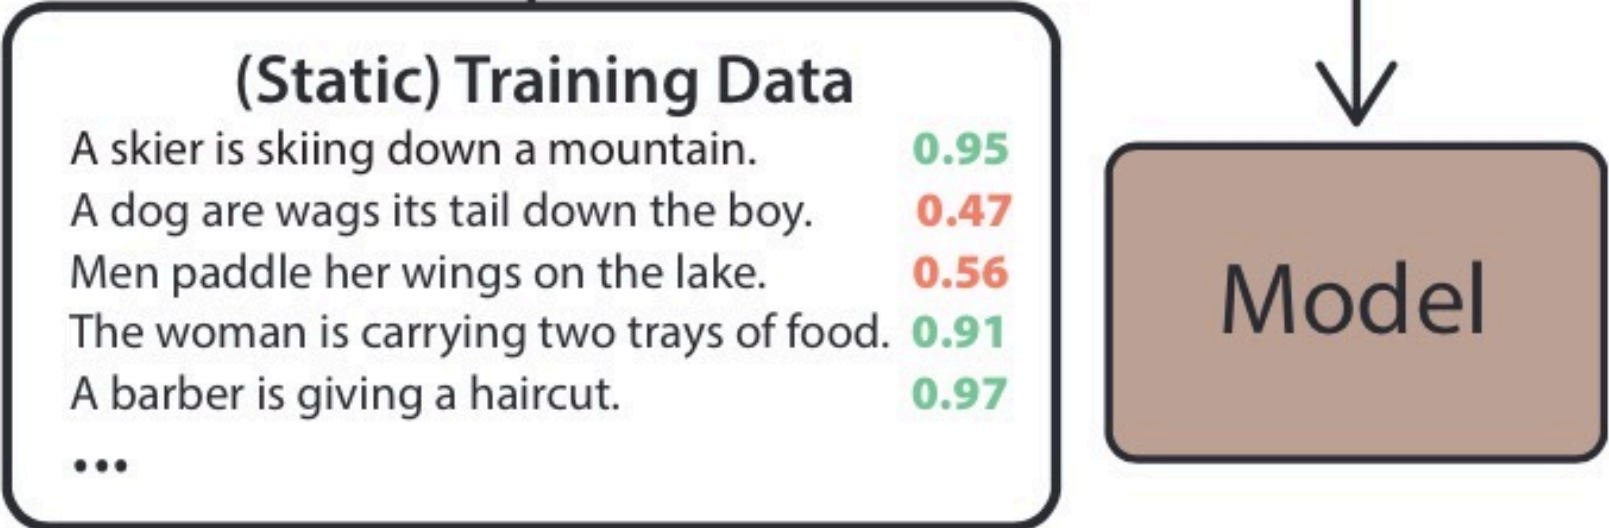 (Static) Training Data
A skier is skiing down a mountain. 0.95
A dog are wags its tail down the boy. 0.47
Men paddle her wings on the lake. 0.56
The woman is carrying two trays of food. 0.91
A barber is giving a haircut. 0.97
...
Model